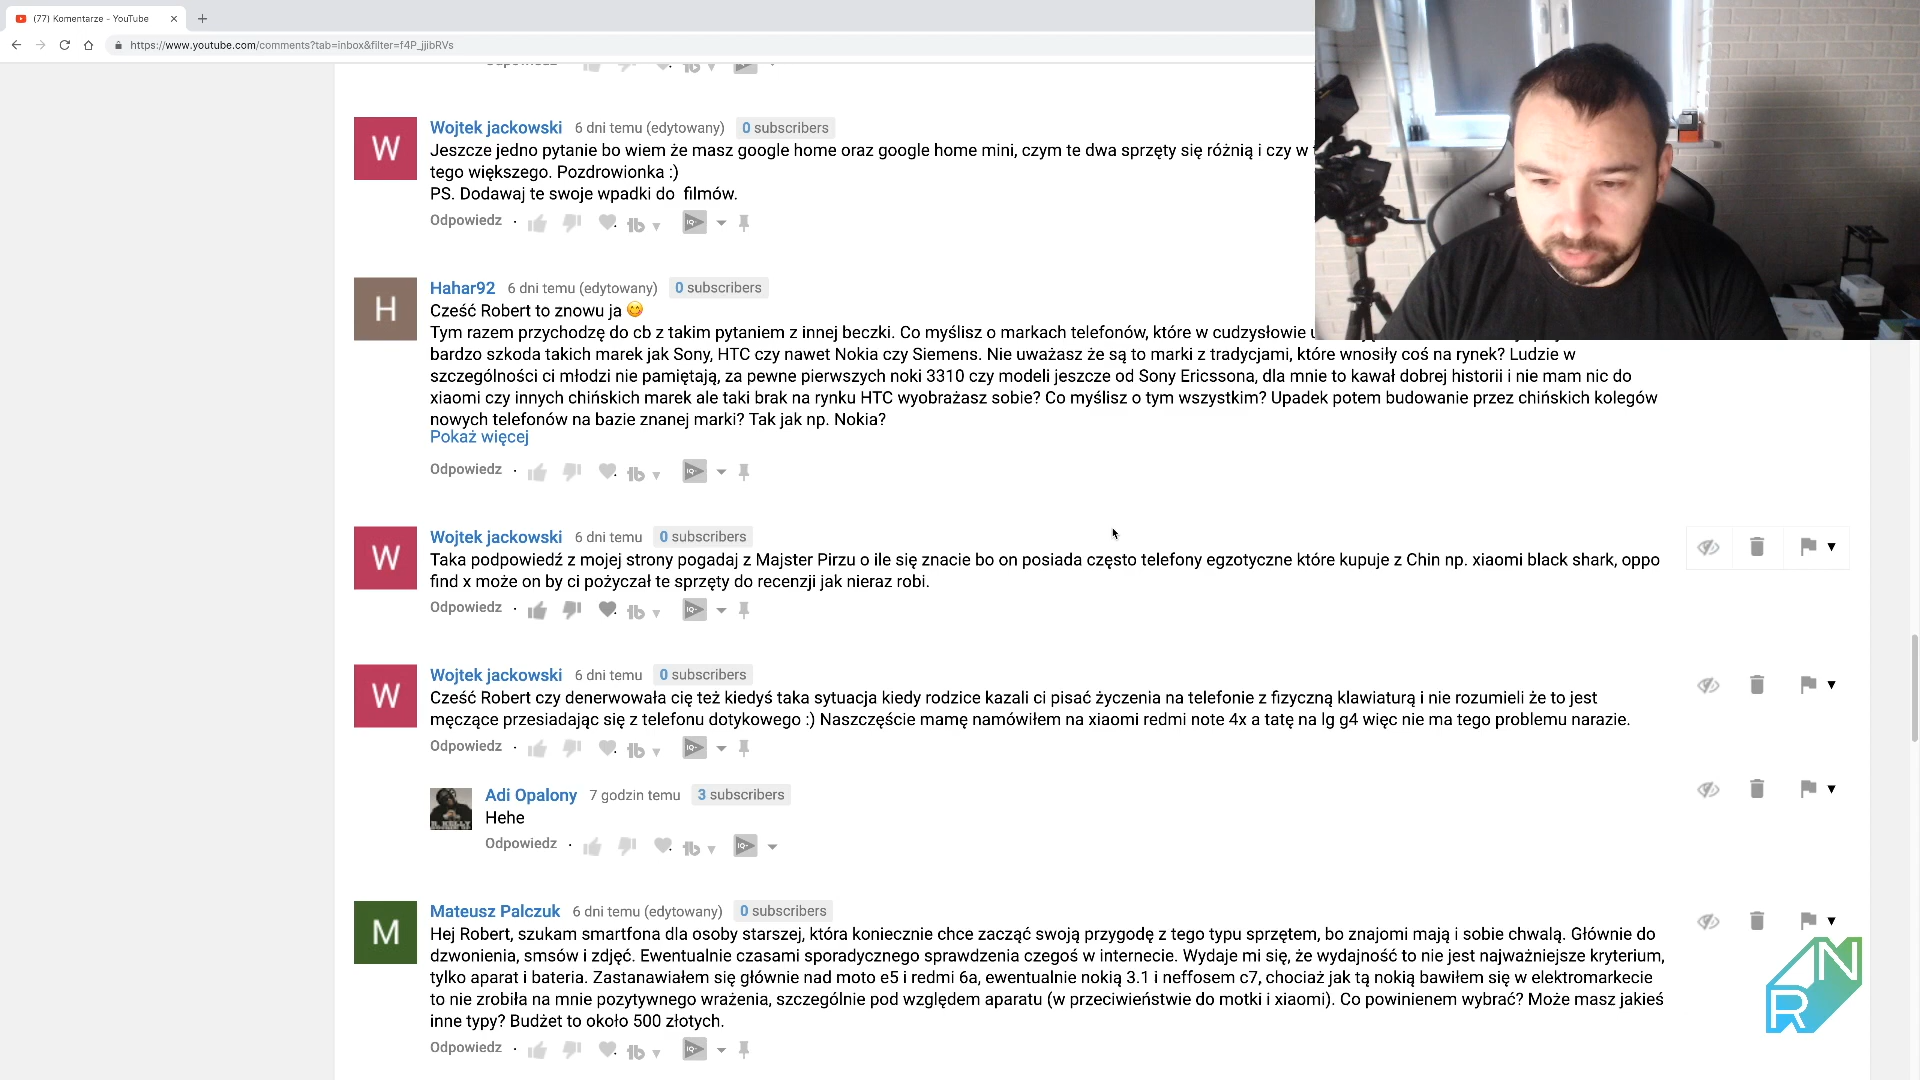 (77) Komentarze - YouTube
https://www.youtube.com/comments?tab=inbox&filter=f4P_jjibRVs
Wojtek jackowski 6 dni temu (edytowany) 0 subscribers
Jeszcze jedno pytanie bo wiem że masz google home oraz google home mini, czym te dwa sprzęty się różnią i czy w
tego większego. Pozdrowionka :)
PS. Dodawaj te swoje wpadki do filmów.
Odpowiedz
Hahar92 6 dni temu (edytowany) 0 subscribers
Cześć Robert to znowu ja 😋
Tym razem przychodzę do cb z takim pytaniem z innej beczki. Co myślisz o markach telefonów, które w cudzysłowie
bardzo szkoda takich marek jak Sony, HTC czy nawet Nokia czy Siemens. Nie uważasz że są to marki z tradycjami, które wnosiły coś na rynek? Ludzie w
szczególności ci młodzi nie pamiętają, za pewne pierwszych noki 3310 czy modeli jeszcze od Sony Ericssona, dla mnie to kawał dobrej historii i nie mam nic do
xiaomi czy innych chińskich marek ale taki brak na rynku HTC wyobrażasz sobie? Co myślisz o tym wszystkim? Upadek potem budowanie przez chińskich kolegów
nowych telefonów na bazie znanej marki? Tak jak np. Nokia?
Pokaż więcej
Odpowiedz
Wojtek jackowski 6 dni temu 0 subscribers
Taka podpowiedź z mojej strony pogadaj z Majster Pirzu o ile się znacie bo on posiada często telefony egzotyczne które kupuje z Chin np. xiaomi black shark, oppo
find x może on by ci pożyczał te sprzęty do recenzji jak nieraz robi.
Odpowiedz
Wojtek jackowski 6 dni temu 0 subscribers
Cześć Robert czy denerwowała cię też kiedyś taka sytuacja kiedy rodzice kazali ci pisać życzenia na telefonie z fizyczną klawiaturą i nie rozumieli że to jest
męczące przesiadając się z telefonu dotykowego :) Naszczęście mamę namówiłem na xiaomi redmi note 4x a tatę na lg g4 więc nie ma tego problemu narazie.
Odpowiedz
Adi Opalony 7 godzin temu 3 subscribers
Hehe
Odpowiedz
Mateusz Palczuk 6 dni temu (edytowany) 0 subscribers
Hej Robert, szukam smartfona dla osoby starszej, która koniecznie chce zacząć swoją przygodę z tego typu sprzętem, bo znajomi mają i sobie chwalą. Głównie do
dzwonienia, smsów i zdjęć. Ewentualnie czasami sporadycznego sprawdzenia czegoś w internecie. Wydaje mi się, że wydajność to nie jest najważniejsze kryterium,
tylko aparat i bateria. Zastanawiałem się głównie nad moto e5 i redmi 6a, ewentualnie nokią 3.1 i neffosem c7, chociaż jak tą nokią bawiłem się w elektromarkecie
to nie zrobiła na mnie pozytywnego wrażenia, szczególnie pod względem aparatu (w przeciwieństwie do motki i xiaomi). Co powinienem wybrać? Może masz jakieś
inne typy? Budżet to około 500 złotych.
Odpowiedz
RN